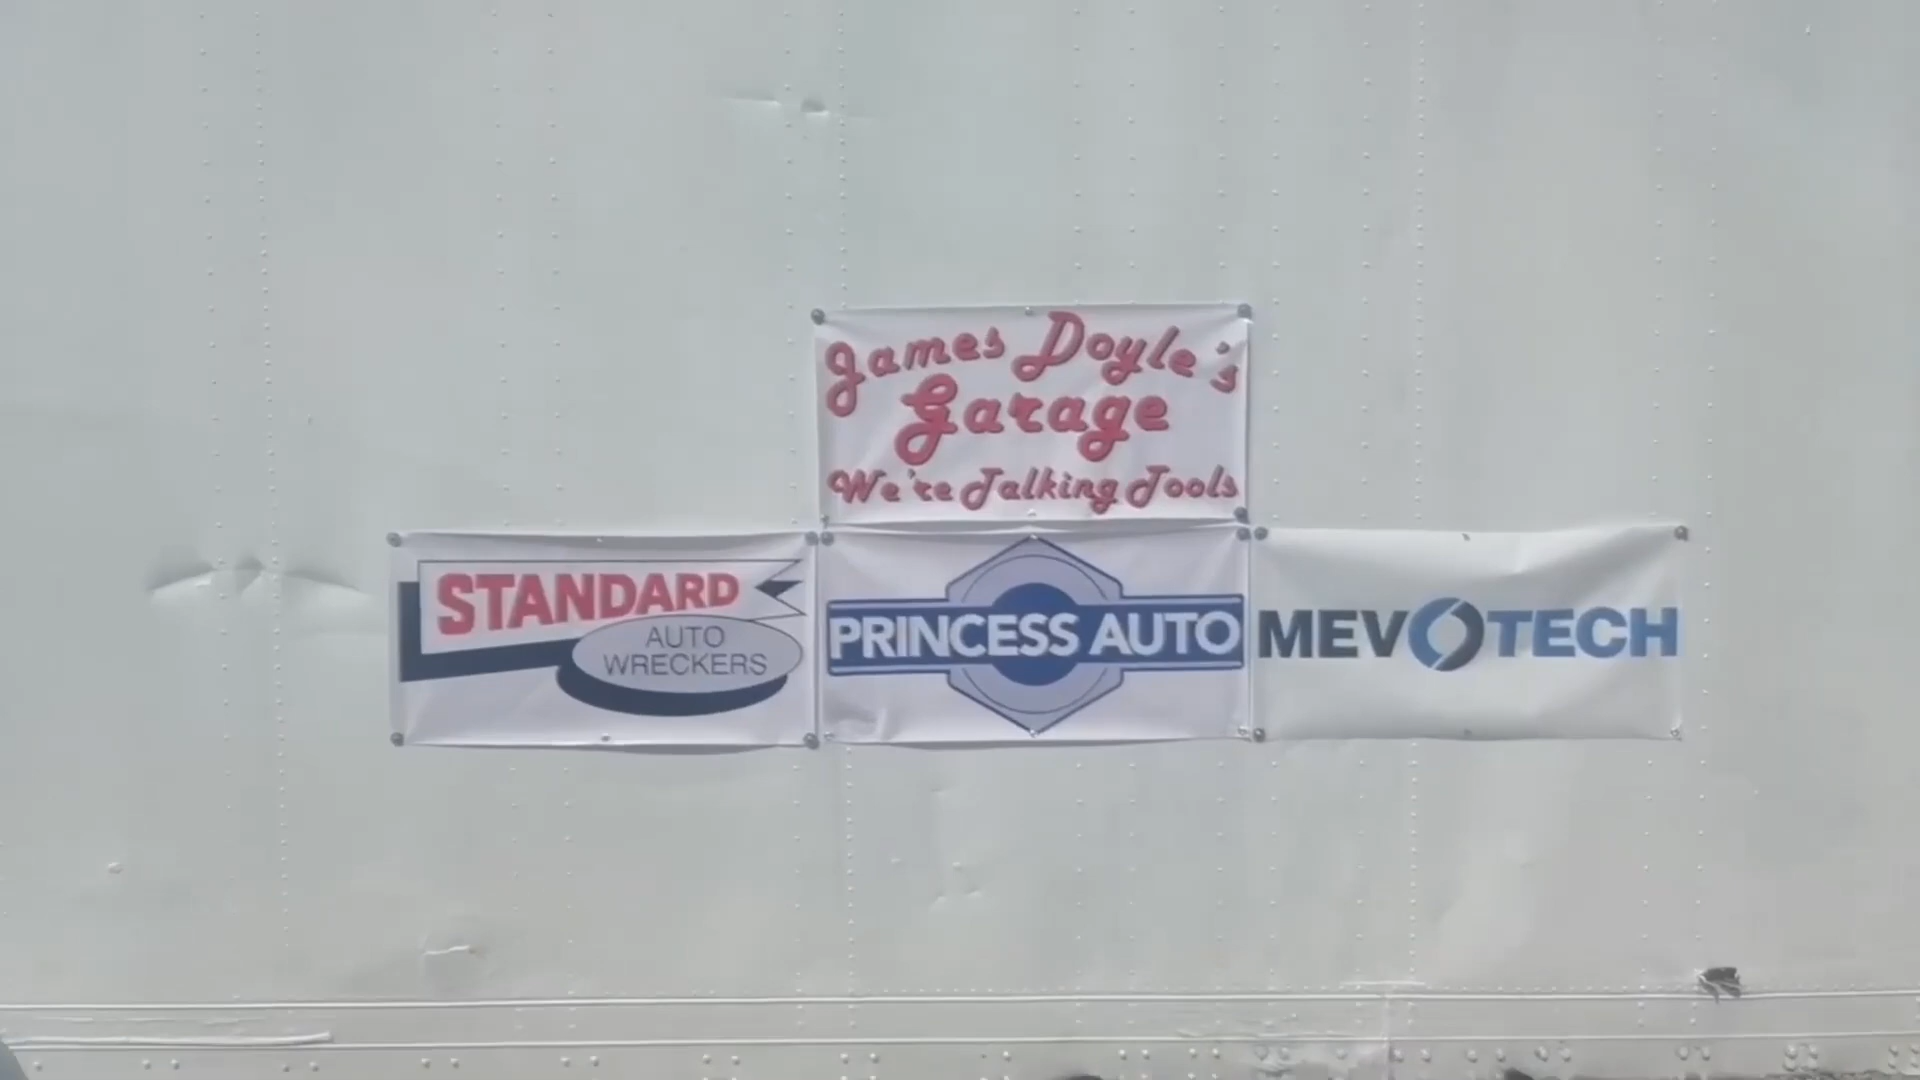 James Doyle's
Garage
We're Talking Tools
STANDARD
AUTO
WRECKERS
PRINCESS AUTO
MEVOTECH